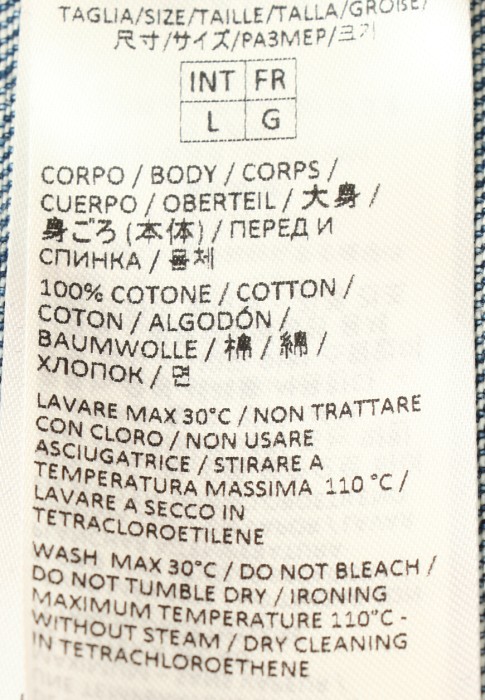 TAGLIA/SIZE/TAILLE/TALLA/GRÖßE/
尺寸/サイズ/РАЗМЕР/크기
INT FR
L G
CORPO / BODY / CORPS /
CUERPO / OBERTEIL / 大身 /
身ごろ (本体) / ПЕРЕД И
СПИНКА / 몸체
100% COTONE / COTTON /
COTON / ALGODÓN /
BAUMWOLLE / 棉 / 綿 /
ХЛОПОК / 면
LAVARE MAX 30°C / NON TRATTARE
CON CLORO / NON USARE
ASCIUGATRICE / STIRARE A
TEMPERATURA MASSIMA 110 °C /
LAVARE A SECCO IN
TETRACLOROETILENE
WASH MAX 30°C / DO NOT BLEACH /
DO NOT TUMBLE DRY / IRONING
MAXIMUM TEMPERATURE 110°C -
WITHOUT STEAM / DRY CLEANING
IN TETRACHLOROETHENE